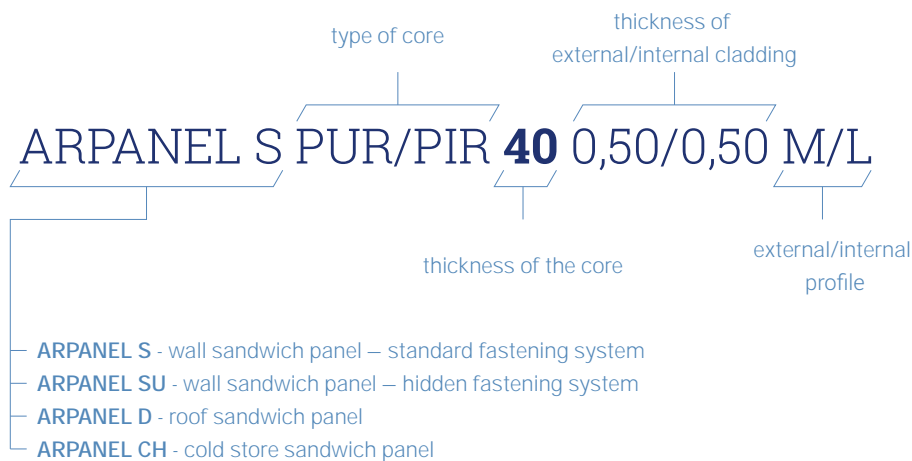 type of core
thickness of
external/internal cladding
ARPANEL S PUR/PIR 40 0,50/0,50 M/L
thickness of the core
external/internal
profile
ARPANEL S - wall sandwich panel – standard fastening system
ARPANEL SU - wall sandwich panel – hidden fastening system
ARPANEL D - roof sandwich panel
ARPANEL CH - cold store sandwich panel